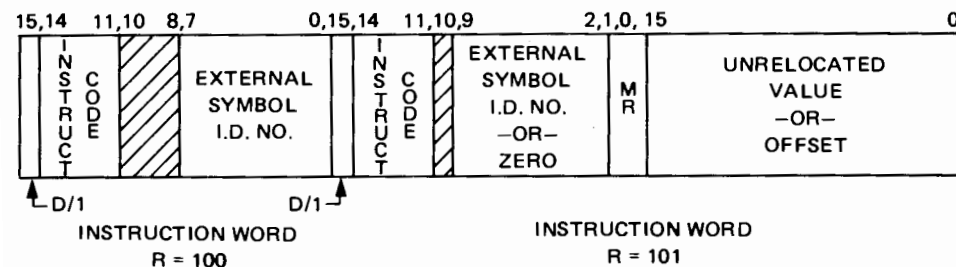 15,14 11,10 8,7 0,15,14 11,10,9 2,1,0, 15 0
INSTRUCT
CODE
EXTERNAL
SYMBOL
I.D. NO.
INSTRUCT
CODE
EXTERNAL
SYMBOL
I.D. NO.
—OR—
ZERO
MR
UNRELOCATED
VALUE
—OR—
OFFSET
D/1
D/1
INSTRUCTION WORD
R = 100
INSTRUCTION WORD
R = 101